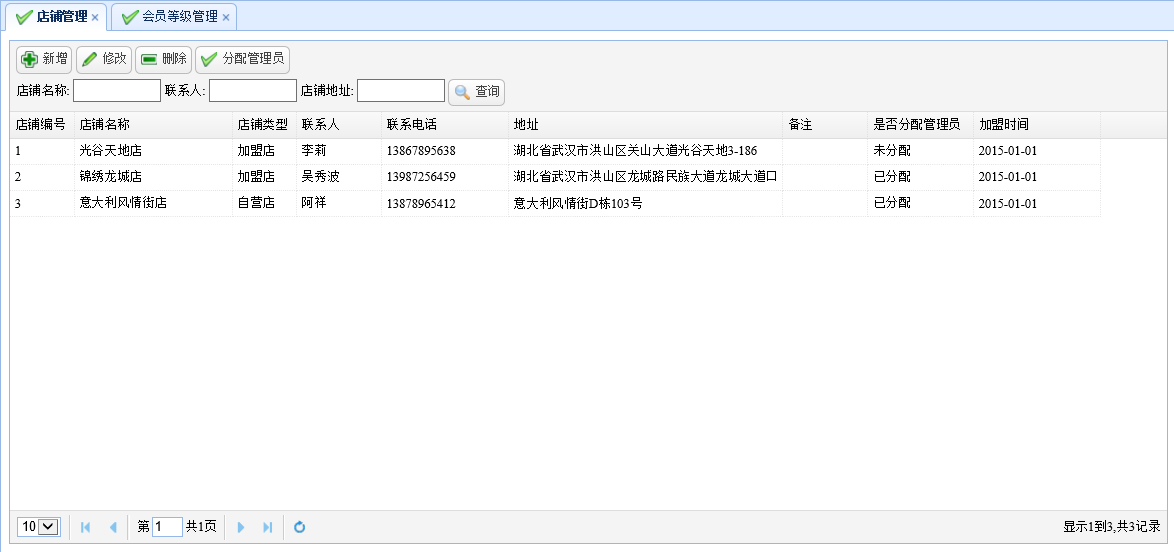 店铺管理 会员等级管理
新增 修改 删除 分配管理员
店铺名称: 联系人: 店铺地址: 查询
店铺编号 店铺名称 店铺类型 联系人 联系电话 地址 备注 是否分配管理员 加盟时间
1 光谷天地店 加盟店 李莉 13867895638 湖北省武汉市洪山区关山大道光谷天地3-186 未分配 2015-01-01
2 锦绣龙城店 加盟店 吴秀波 13987256459 湖北省武汉市洪山区龙城路民族大道龙城大道口 已分配 2015-01-01
3 意大利风情街店 自营店 阿祥 13878965412 意大利风情街D栋103号 已分配 2015-01-01
10 第 1 共1页 显示1到3,共3记录